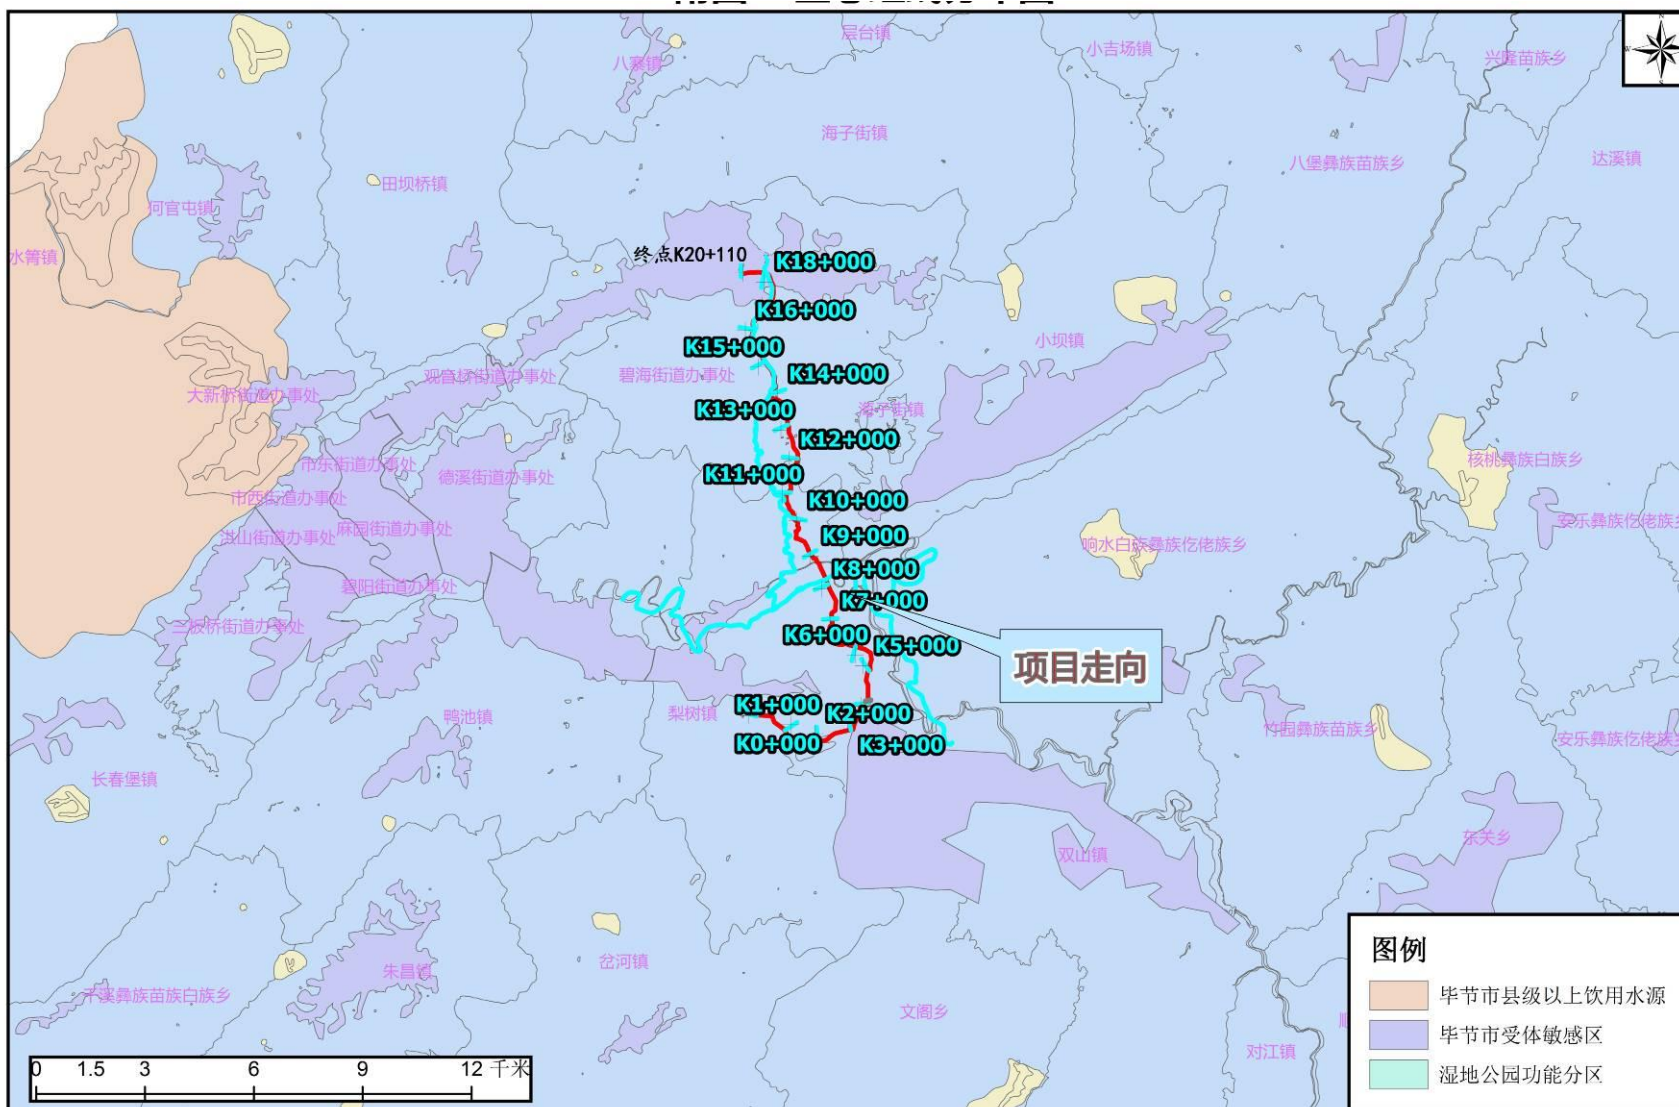 层台镇
小吉场镇
兴隆苗族乡
八寨镇
海子街镇
八堡彝族苗族乡
达溪镇
田坝桥镇
何官屯镇
水箐镇
终点K20+110
K18+000
K16+000
小坝镇
K15+000
观音桥街道办事处
碧海街道办事处
K14+000
大新桥街道办事处
K13+000
海子街镇
K12+000
市东街道办事处
德溪街道办事处
K11+000
核桃彝族白族乡
市西街道办事处
K10+000
洪山街道办事处
麻园街道办事处
K9+000
安乐彝族仡佬族乡
响水白族彝族仡佬族乡
K8+000
碧阳街道办事处
K7+000
三板桥街道办事处
K6+000
K5+000
项目走向
K1+000
梨树镇
K2+000
鸭池镇
K0+000
K3+000
竹园彝族苗族乡
安乐彝族仡佬族
长春堡镇
双山镇
东关乡
岔河镇
朱昌镇
千溪彝族苗族白族乡
文阁乡
对江镇
图例
毕节市县级以上饮用水源
毕节市受体敏感区
湿地公园功能分区
0 1.5 3 6 9 12 千米